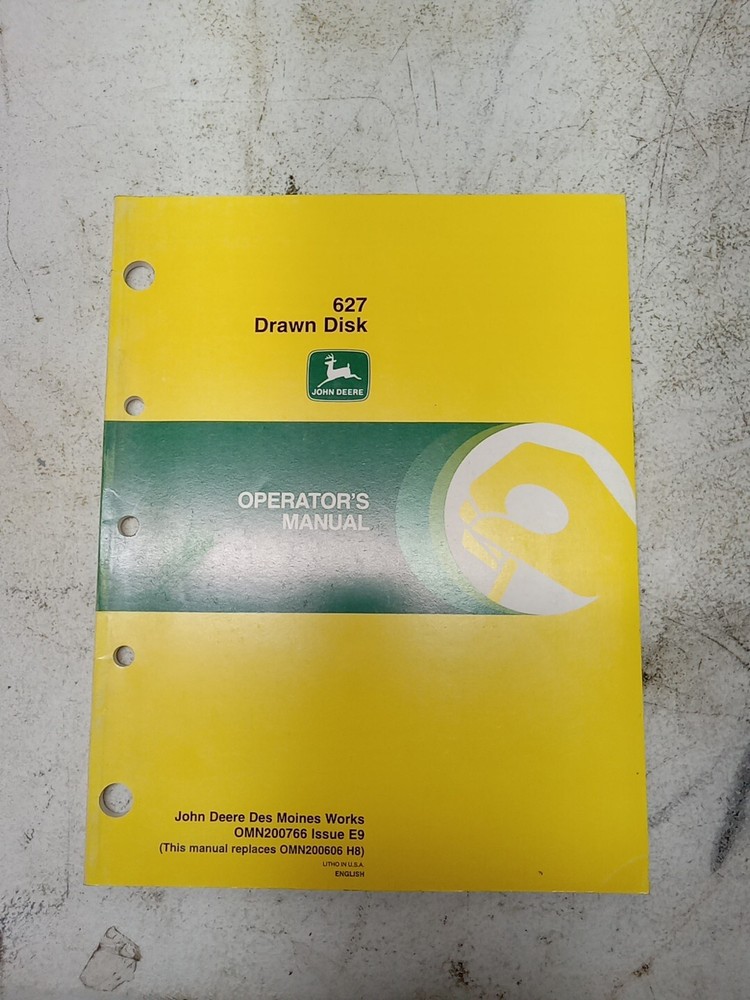 627
Drawn Disk
JOHN DEERE
OPERATOR'S
MANUAL
John Deere Des Moines Works
OMN200766 Issue E9
(This manual replaces OMN200606 H8)
LITHO IN U.S.A.
ENGLISH